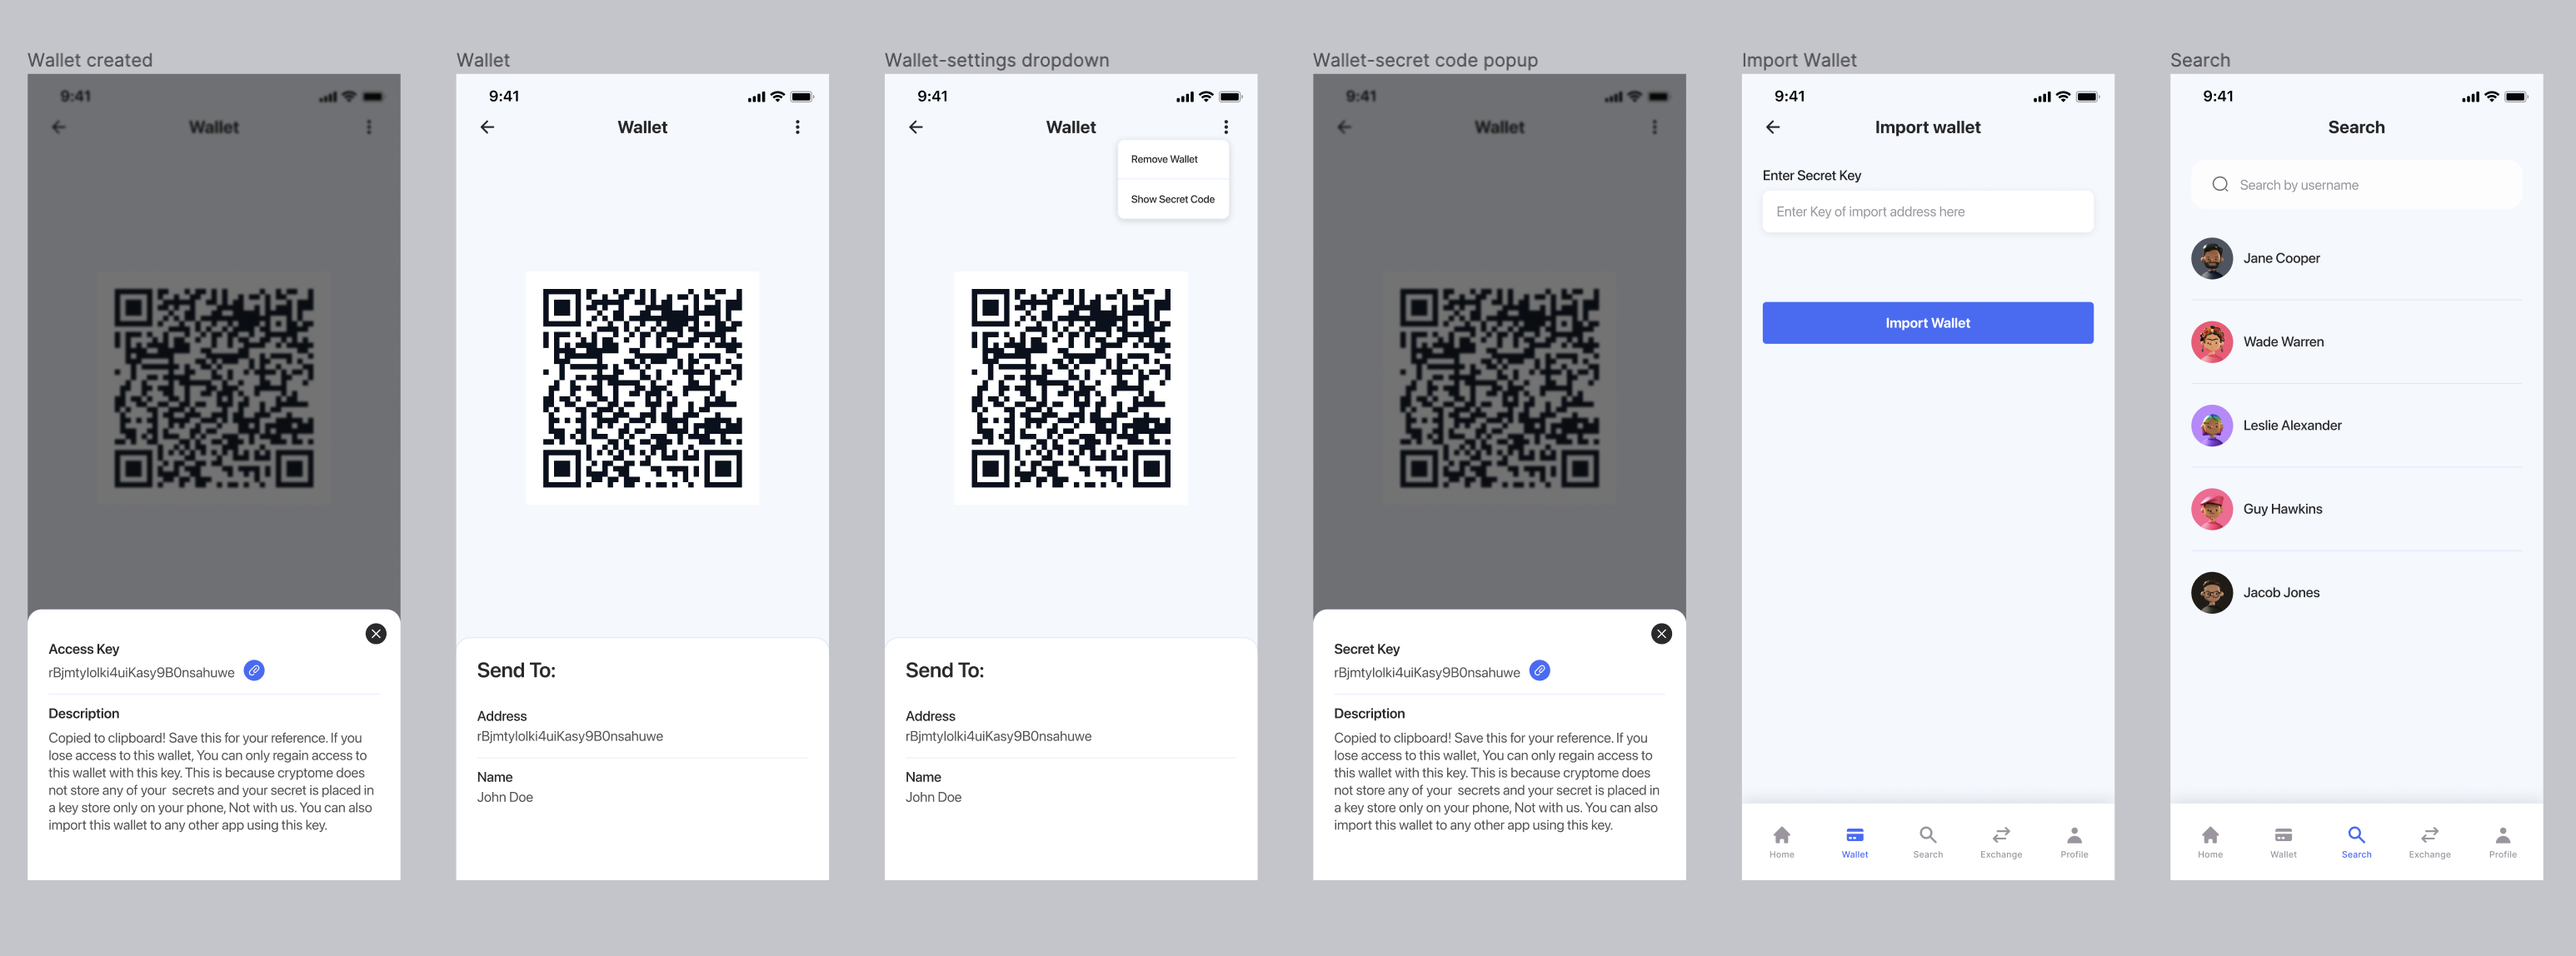 Wallet created
9:41
Wallet
Access Key
rBjmtylolki4uiKasy9B0nsahuwe
Description
Copied to clipboard! Save this for your reference. If you
lose access to this wallet, You can only regain access to
this wallet with this key. This is because cryptome does
not store any of your  secrets and your secret is placed in
a key store only on your phone, Not with us. You can also
import this wallet to any other app using this key.
Wallet
9:41
Wallet
Send To:
Address
rBjmtylolki4uiKasy9B0nsahuwe
Name
John Doe
Wallet-settings dropdown
9:41
Wallet
Remove Wallet
Show Secret Code
Send To:
Address
rBjmtylolki4uiKasy9B0nsahuwe
Name
John Doe
Wallet-secret code popup
9:41
Wallet
Secret Key
rBjmtylolki4uiKasy9B0nsahuwe
Description
Copied to clipboard! Save this for your reference. If you
lose access to this wallet, You can only regain access to
this wallet with this key. This is because cryptome does
not store any of your  secrets and your secret is placed in
a key store only on your phone, Not with us. You can also
import this wallet to any other app using this key.
Import Wallet
9:41
Import wallet
Enter Secret Key
Enter Key of import address here
Import Wallet
Home Wallet Search Exchange Profile
Search
9:41
Search
Search by username
Jane Cooper
Wade Warren
Leslie Alexander
Guy Hawkins
Jacob Jones
Home Wallet Search Exchange Profile